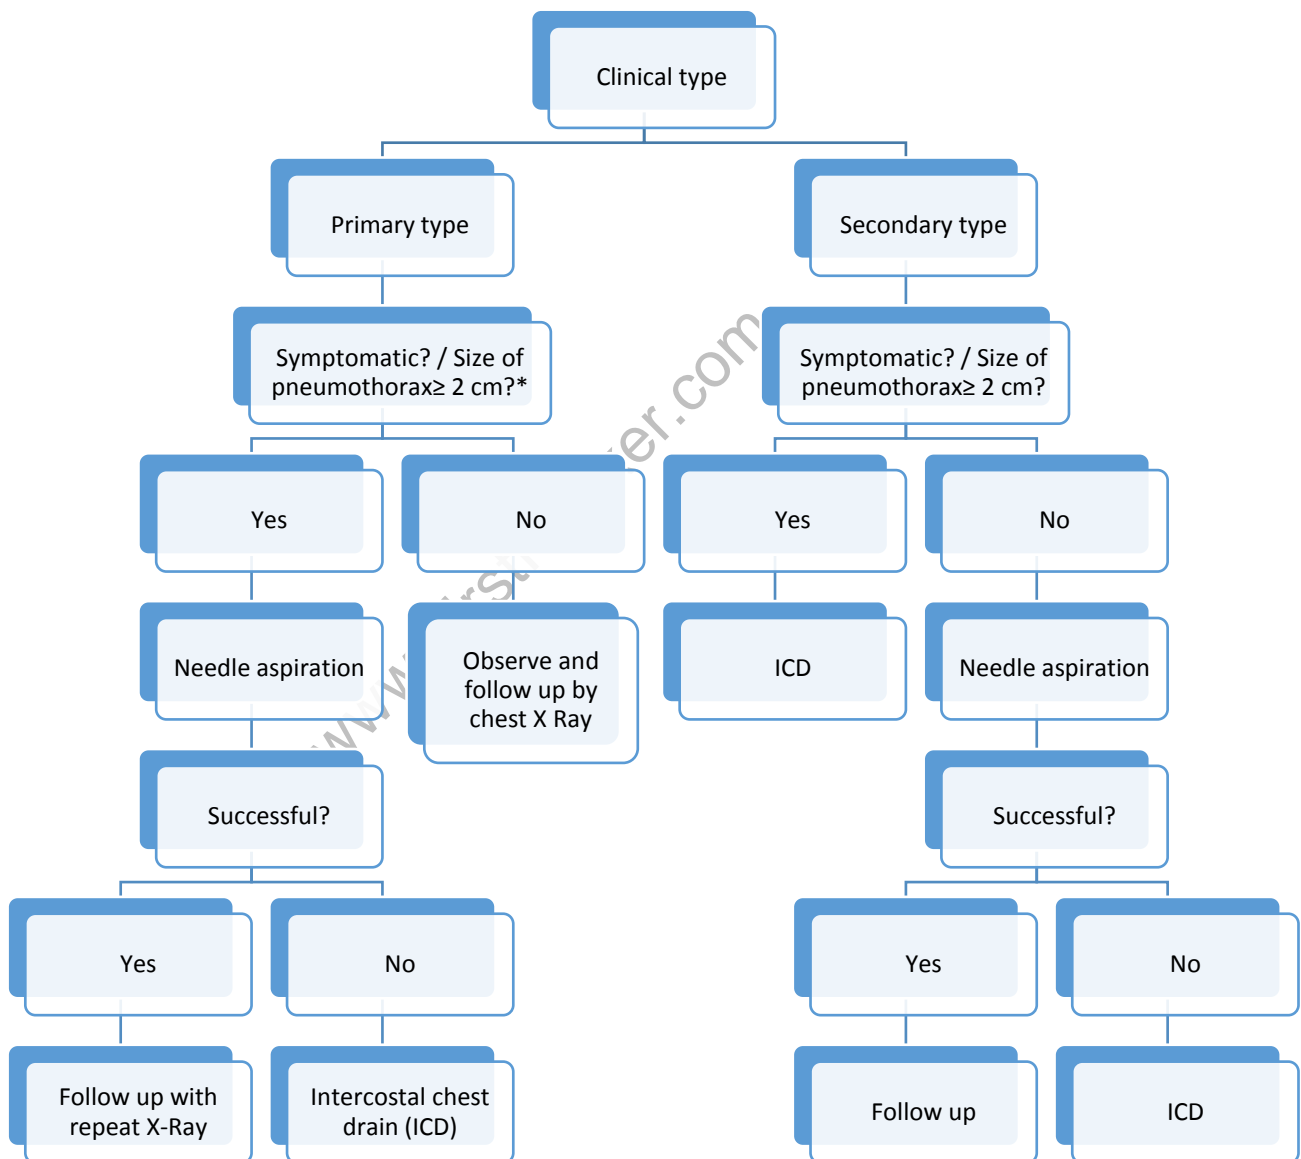 Clinical type
Primary type
Secondary type
Symptomatic? / Size of
pneumothorax≥ 2 cm?*
Symptomatic? / Size of
pneumothorax≥ 2 cm?
Yes
No
Yes
No
Needle aspiration
Observe and
follow up by
chest X Ray
ICD
Needle aspiration
Successful?
Successful?
Yes
No
Yes
No
Follow up with
repeat X-Ray
Intercostal chest
drain (ICD)
Follow up
ICD